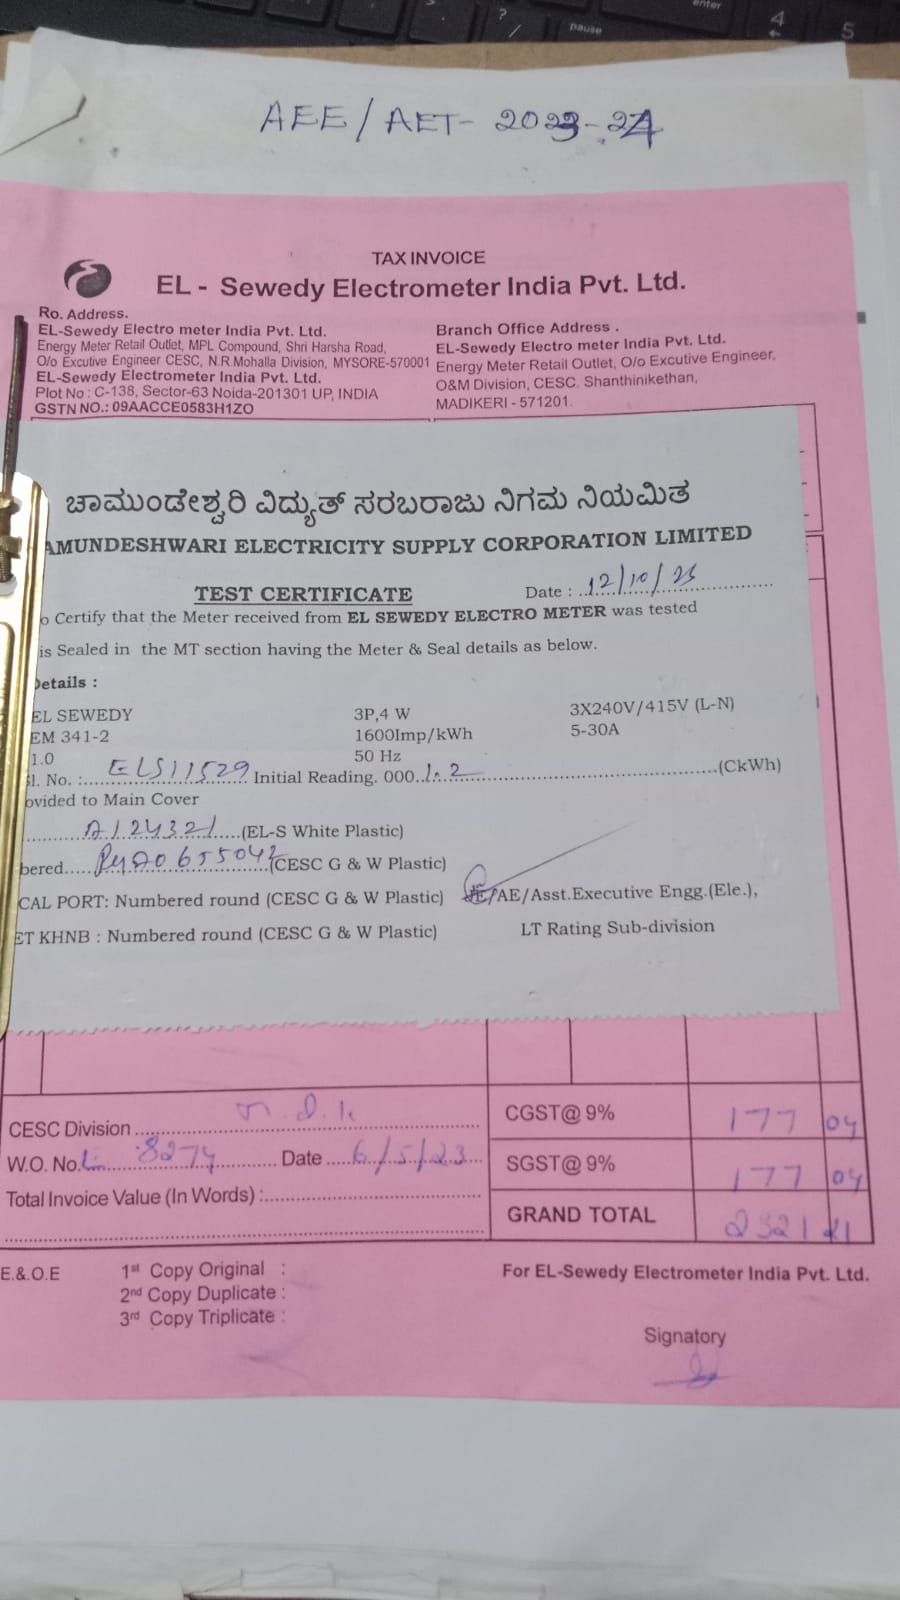 AEE/AET- 2023-24
TAX INVOICE
EL - Sewedy Electrometer India Pvt. Ltd.
Ro. Address.
EL-Sewedy Electro meter India Pvt. Ltd.
Energy Meter Retail Outlet, MPL Compound, Shri Harsha Road,
O/o Excutive Engineer CESC, N.R.Mohalla Division, MYSORE-570001
EL-Sewedy Electrometer India Pvt. Ltd.
Plot No : C-138, Sector-63 Noida-201301 UP, INDIA
GSTN NO.: 09AACCE0583H1ZO
Branch Office Address .
EL-Sewedy Electro meter India Pvt. Ltd.
Energy Meter Retail Outlet, O/o Excutive Engineer,
O&M Division, CESC. Shanthinikethan,
MADIKERI - 571201.
ಚಾಮುಂಡೇಶ್ವರಿ ವಿದ್ಯುತ್ ಸರಬರಾಜು ನಿಗಮ ನಿಯಮಿತ
AMUNDESHWARI ELECTRICITY SUPPLY CORPORATION LIMITED
TEST CERTIFICATE Date : 12/10/23
o Certify that the Meter received from EL SEWEDY ELECTRO METER was tested
is Sealed in the MT section having the Meter & Seal details as below.
Details :
EL SEWEDY 3P,4 W 3X240V/415V (L-N)
EM 341-2 1600Imp/kWh 5-30A
1.0 50 Hz
Sl. No. : ELS11529 Initial Reading. 000..1.2 (CkWh)
ovided to Main Cover
A124321 (EL-S White Plastic)
bered 655042 (CESC G & W Plastic)
CAL PORT: Numbered round (CESC G & W Plastic) JE/AE/Asst.Executive Engg.(Ele.),
ET KHNB : Numbered round (CESC G & W Plastic) LT Rating Sub-division
CESC Division CGST@ 9% 177 04
W.O. No. 8274 Date 6/5/23 SGST@ 9% 177 04
Total Invoice Value (In Words) : GRAND TOTAL 2321 21
E.& O.E 1st Copy Original :
2nd Copy Duplicate :
3rd Copy Triplicate :
For EL-Sewedy Electrometer India Pvt. Ltd.
Signatory